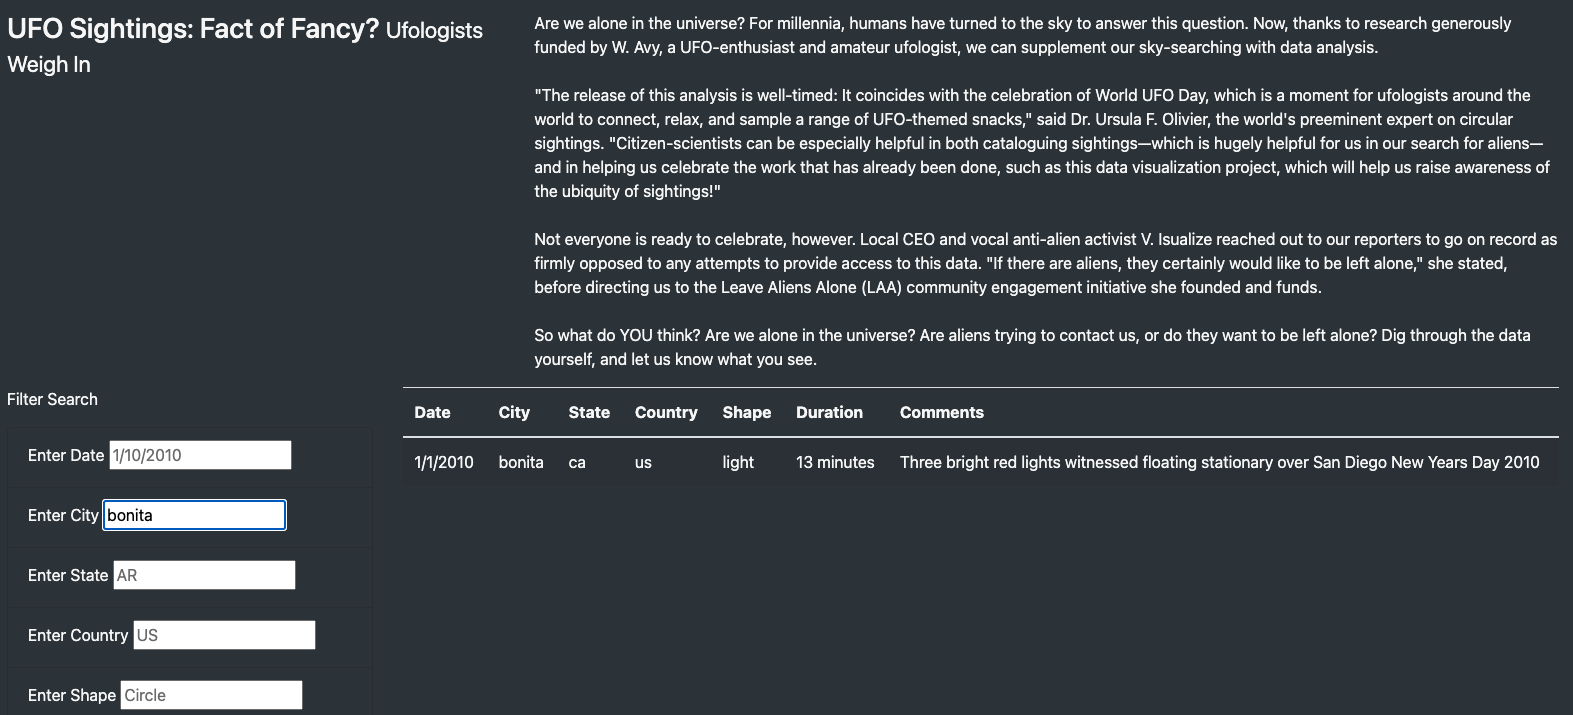 UFO Sightings: Fact of Fancy? Ufologists
Weigh In
Are we alone in the universe? For millennia, humans have turned to the sky to answer this question. Now, thanks to research generously
funded by W. Avy, a UFO-enthusiast and amateur ufologist, we can supplement our sky-searching with data analysis.
"The release of this analysis is well-timed: It coincides with the celebration of World UFO Day, which is a moment for ufologists around the
world to connect, relax, and sample a range of UFO-themed snacks," said Dr. Ursula F. Olivier, the world's preeminent expert on circular
sightings. "Citizen-scientists can be especially helpful in both cataloguing sightings—which is hugely helpful for us in our search for aliens—
and in helping us celebrate the work that has already been done, such as this data visualization project, which will help us raise awareness of
the ubiquity of sightings!"
Not everyone is ready to celebrate, however. Local CEO and vocal anti-alien activist V. Isualize reached out to our reporters to go on record as
firmly opposed to any attempts to provide access to this data. "If there are aliens, they certainly would like to be left alone," she stated,
before directing us to the Leave Aliens Alone (LAA) community engagement initiative she founded and funds.
So what do YOU think? Are we alone in the universe? Are aliens trying to contact us, or do they want to be left alone? Dig through the data
yourself, and let us know what you see.
Filter Search
Enter Date 1/10/2010
Enter City bonita
Enter State AR
Enter Country US
Enter Shape Circle
Date City State Country Shape Duration Comments
1/1/2010 bonita ca us light 13 minutes Three bright red lights witnessed floating stationary over San Diego New Years Day 2010